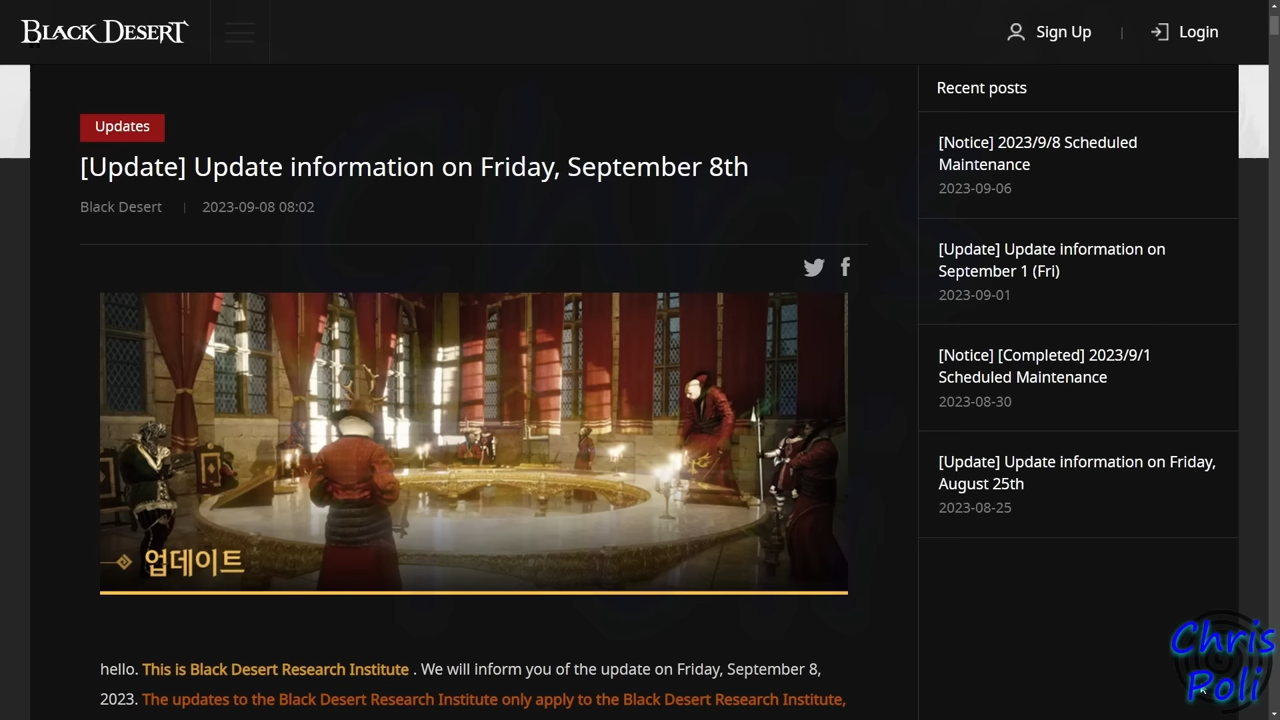 BLACK DESERT
Sign Up
Login
Updates
[Update] Update information on Friday, September 8th
Black Desert | 2023-09-08 08:02
업데이트
hello. This is Black Desert Research Institute . We will inform you of the update on Friday, September 8,
2023. The updates to the Black Desert Research Institute only apply to the Black Desert Research Institute,
Recent posts
[Notice] 2023/9/8 Scheduled
Maintenance
2023-09-06
[Update] Update information on
September 1 (Fri)
2023-09-01
[Notice] [Completed] 2023/9/1
Scheduled Maintenance
2023-08-30
[Update] Update information on Friday,
August 25th
2023-08-25
Chris
Poli